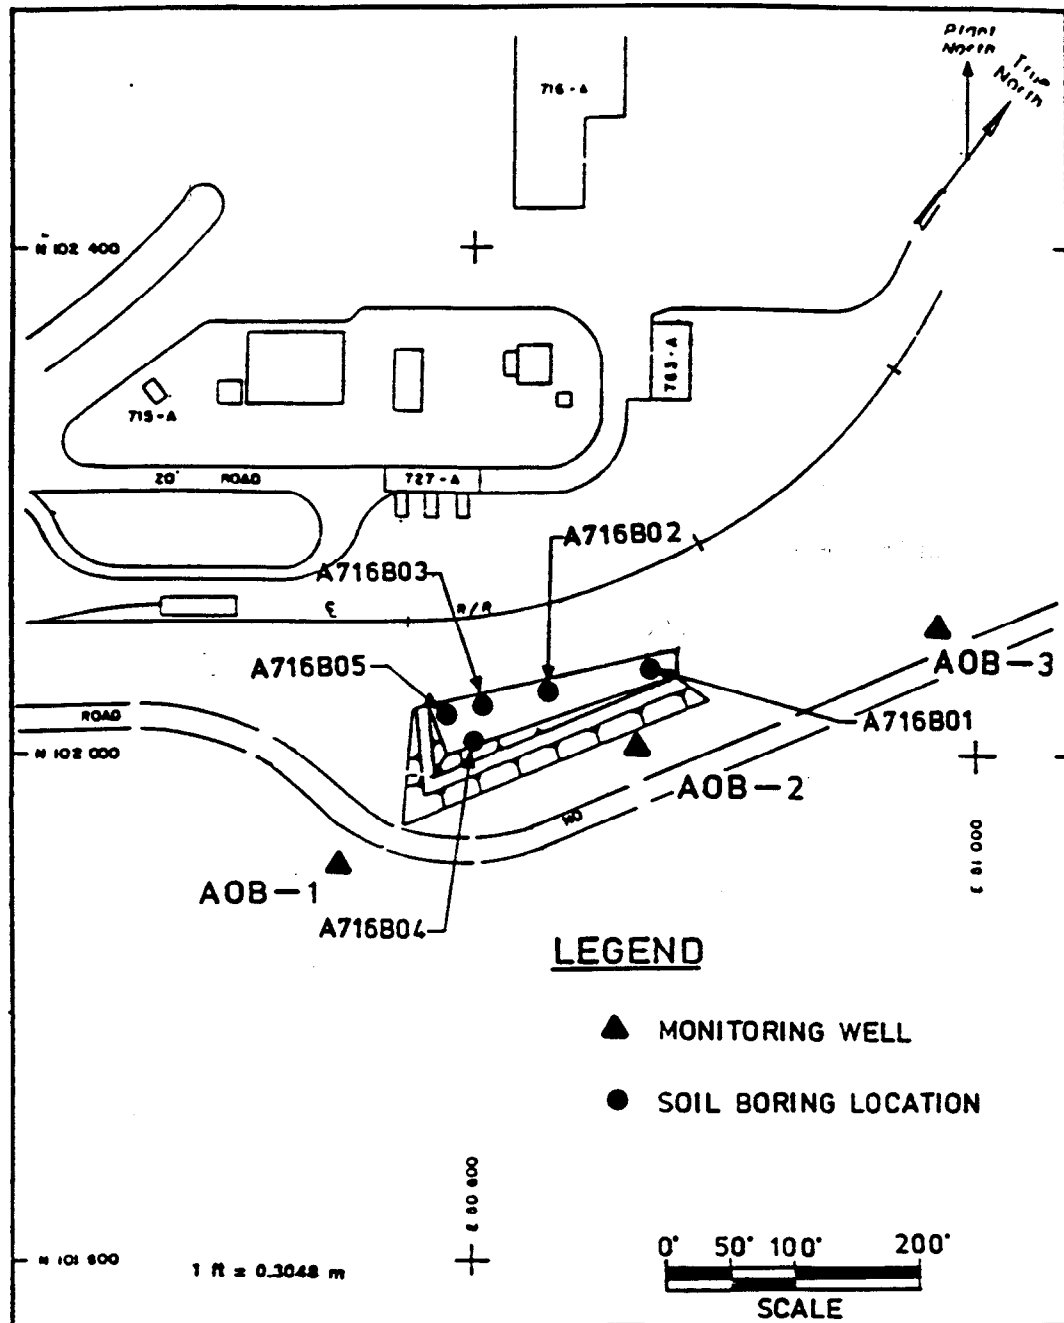 Plant
North
True
North
716-A
N 102 400
763-A
715-A
20' ROAD
727-A
A716B02
A716B03
R/R
A716B05
AOB-3
ROAD
A716B01
N 102 000
AOB-2
E 81 000
AOB-1
A716B04
LEGEND
MONITORING WELL
SOIL BORING LOCATION
E 80 600
N 101 600
1 ft = 0.3048 m
0' 50' 100' 200'
SCALE